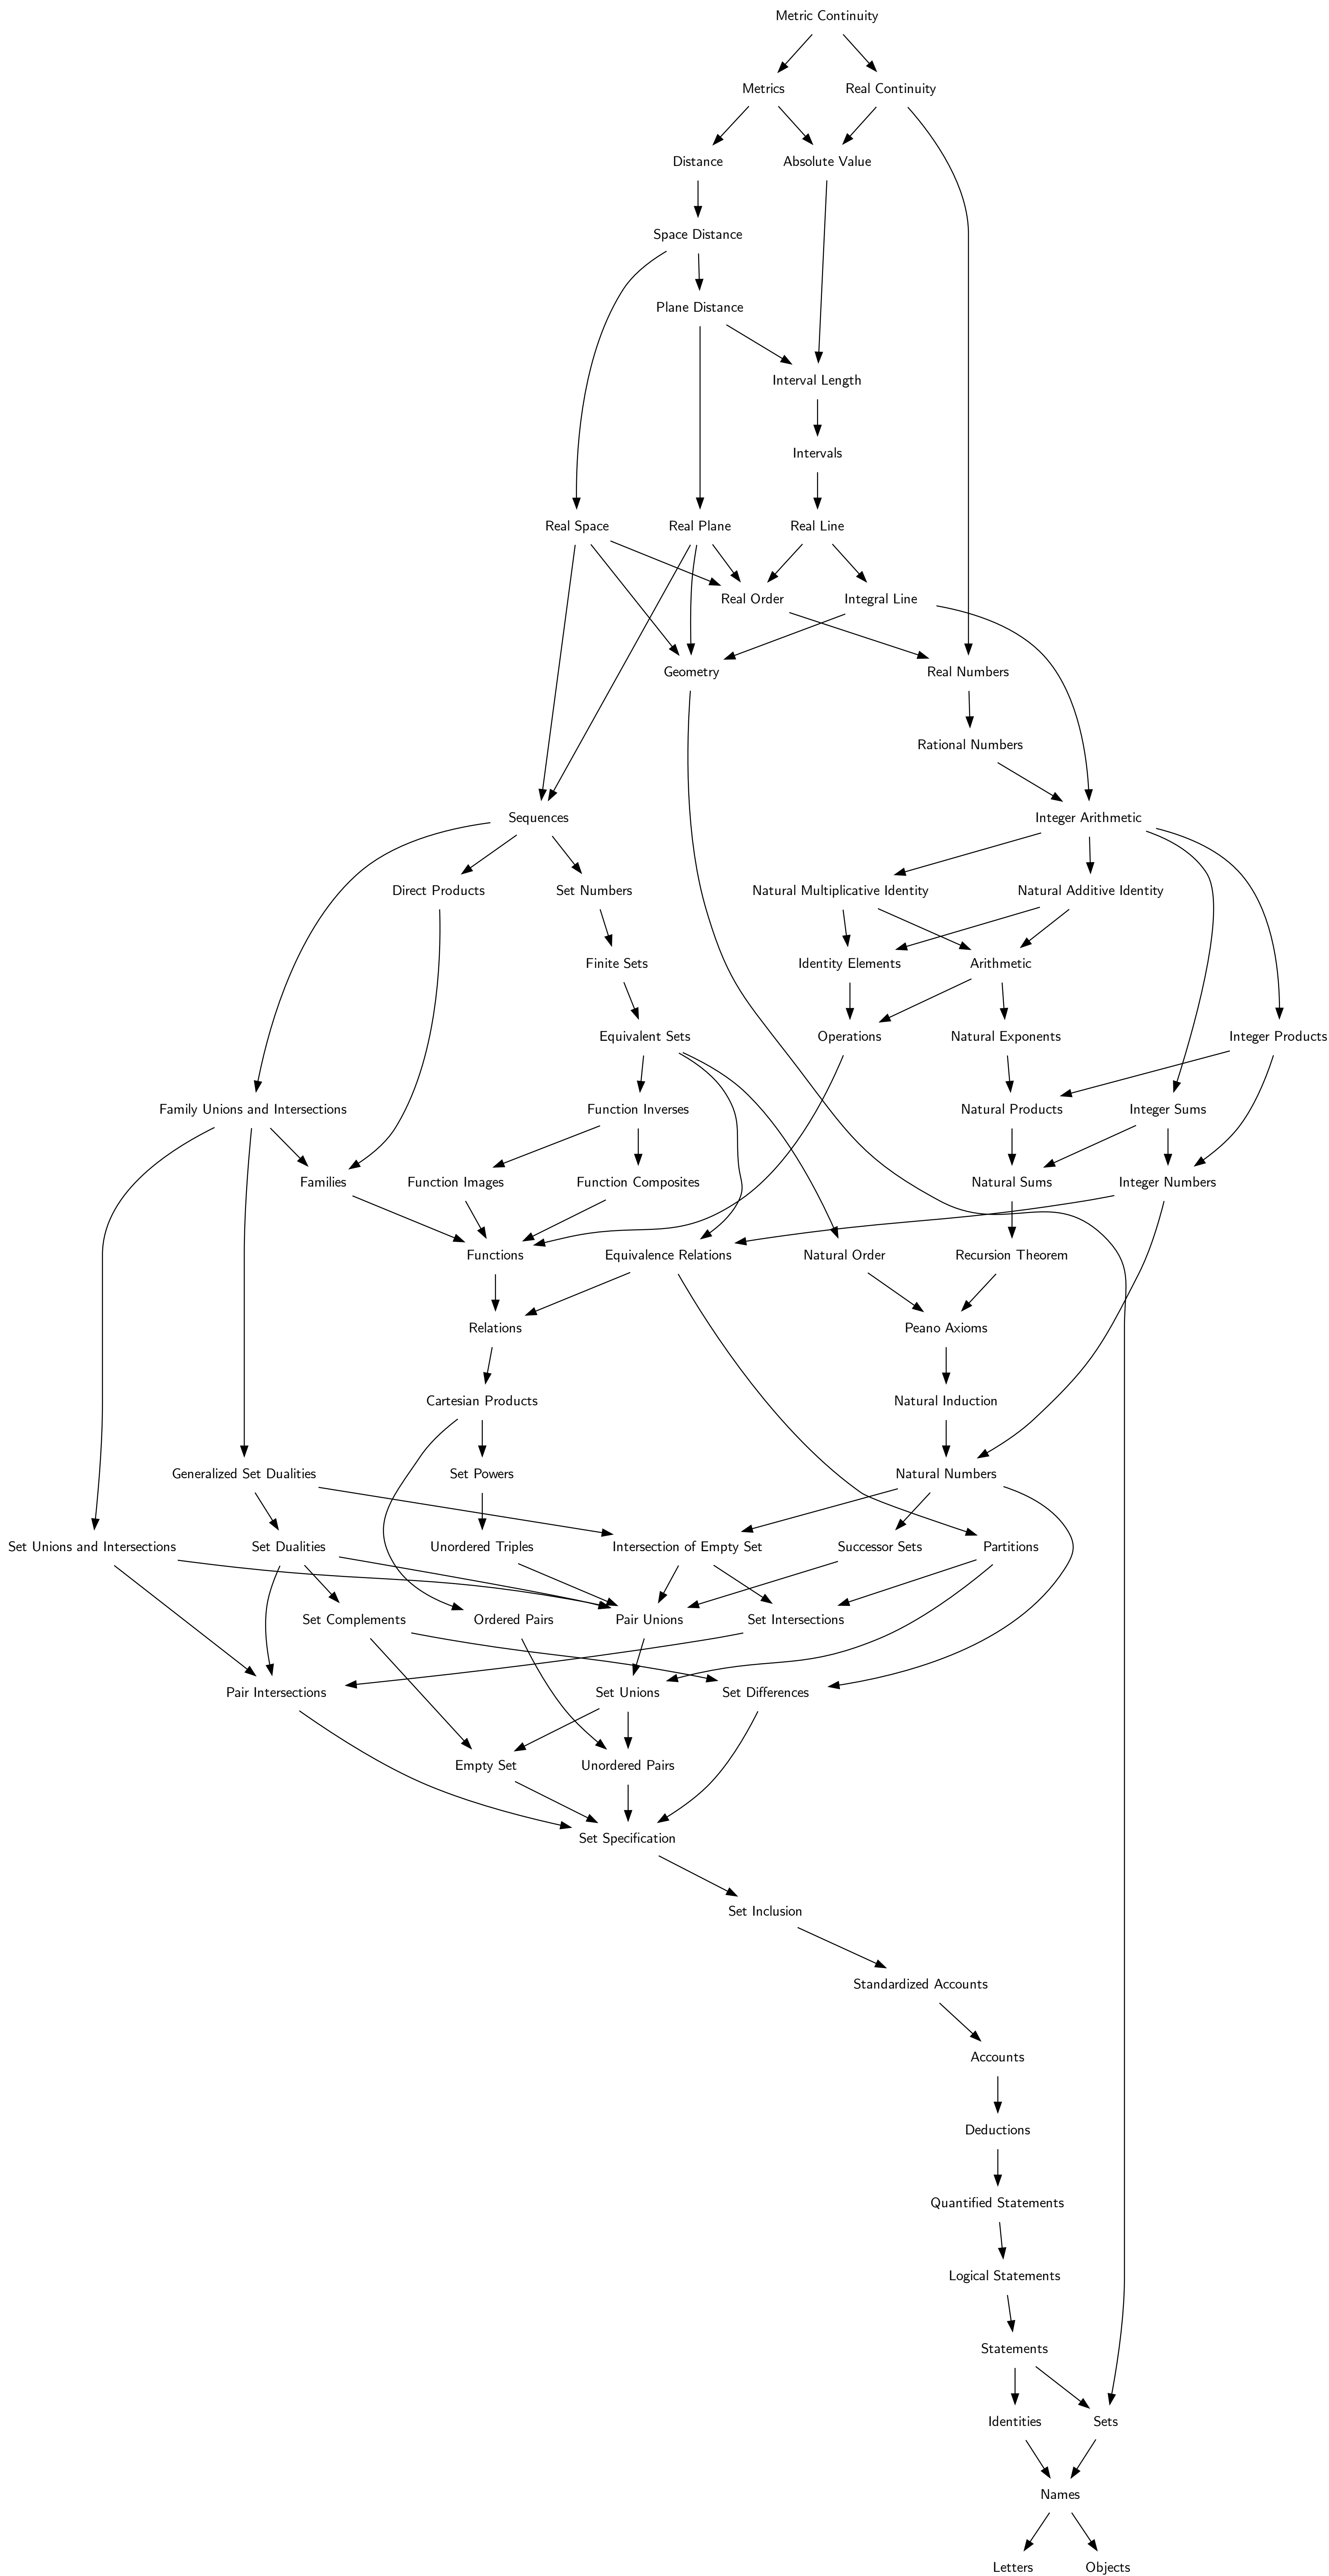 Metric Continuity
Metrics
Real Continuity
Distance
Absolute Value
Space Distance
Plane Distance
Interval Length
Intervals
Real Space
Real Plane
Real Line
Real Order
Integral Line
Geometry
Real Numbers
Rational Numbers
Sequences
Integer Arithmetic
Direct Products
Set Numbers
Natural Multiplicative Identity
Natural Additive Identity
Finite Sets
Identity Elements
Arithmetic
Equivalent Sets
Operations
Natural Exponents
Integer Products
Family Unions and Intersections
Function Inverses
Natural Products
Integer Sums
Families
Function Images
Function Composites
Natural Sums
Integer Numbers
Functions
Equivalence Relations
Natural Order
Recursion Theorem
Relations
Peano Axioms
Cartesian Products
Natural Induction
Generalized Set Dualities
Set Powers
Natural Numbers
Set Unions and Intersections
Set Dualities
Unordered Triples
Intersection of Empty Set
Successor Sets
Partitions
Set Complements
Ordered Pairs
Pair Unions
Set Intersections
Pair Intersections
Set Unions
Set Differences
Empty Set
Unordered Pairs
Set Specification
Set Inclusion
Standardized Accounts
Accounts
Deductions
Quantified Statements
Logical Statements
Statements
Identities
Sets
Names
Letters
Objects